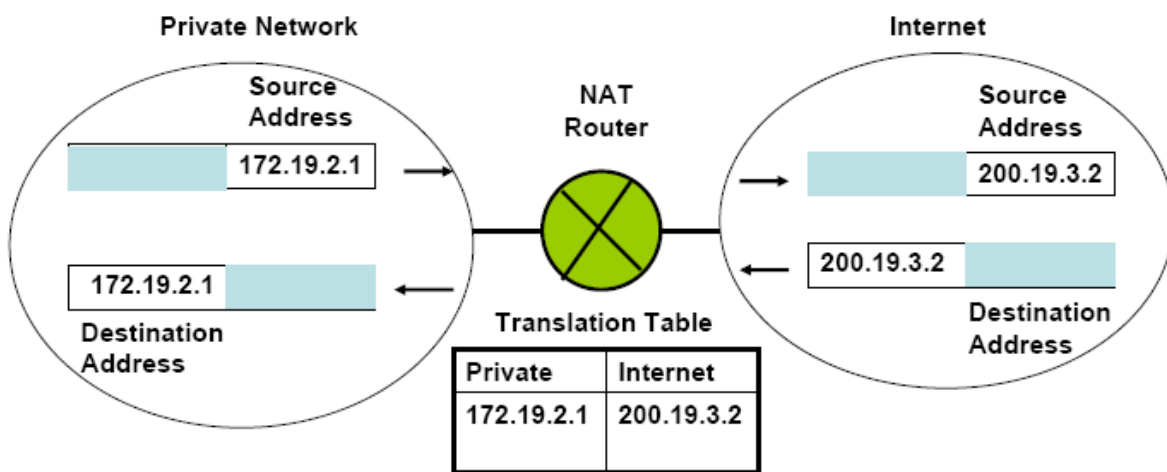 Private Network
Internet
Source
Address
172.19.2.1
NAT
Router
Source
Address
200.19.3.2
172.19.2.1
Destination
Address
200.19.3.2
Destination
Address
Translation Table
Private Internet
172.19.2.1 200.19.3.2